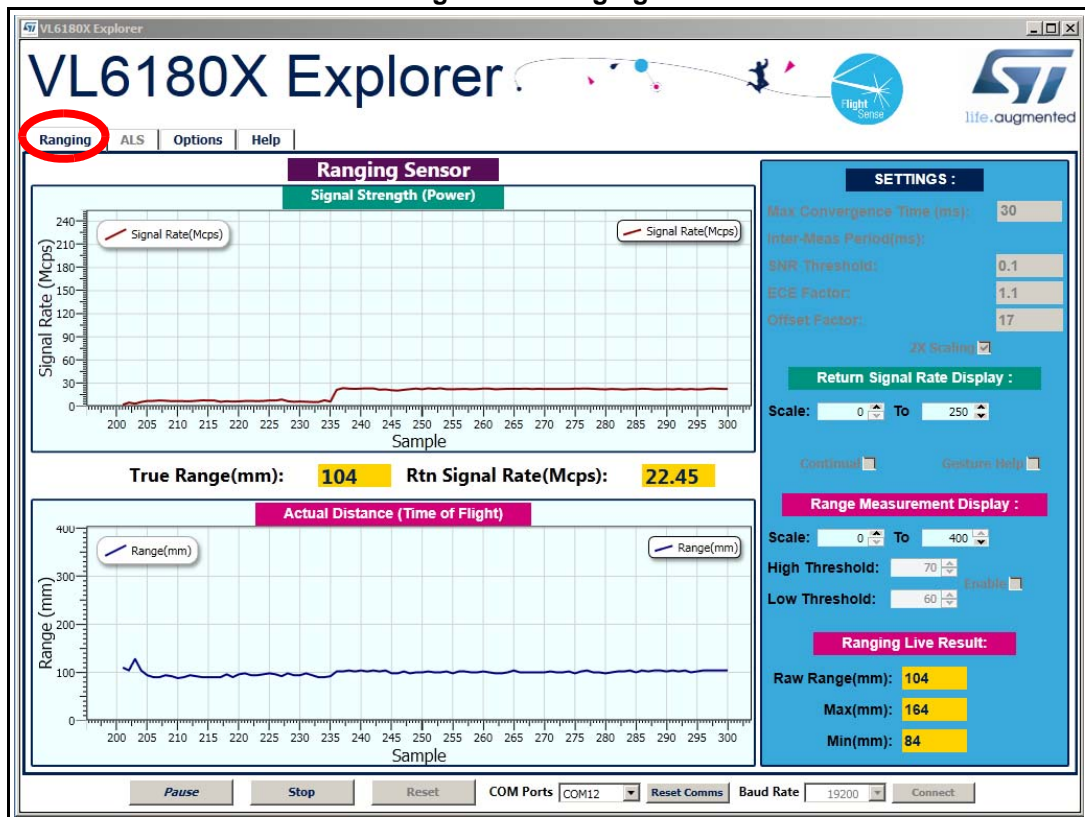 VL6180X Explorer
VL6180X Explorer
Flight
Sense
life.augmented
Ranging ALS Options Help
Ranging Sensor
Signal Strength (Power)
Signal Rate(Mcps)
Signal Rate(Mcps)
Signal Rate (Mcps)
240
210
180
150
120
90
60
30
0
200 205 210 215 220 225 230 235 240 245 250 255 260 265 270 275 280 285 290 295 300
Sample
True Range(mm): 104 Rtn Signal Rate(Mcps): 22.45
Actual Distance (Time of Flight)
Range(mm)
Range(mm)
Range (mm)
400
300
200
100
0
200 205 210 215 220 225 230 235 240 245 250 255 260 265 270 275 280 285 290 295 300
Sample
SETTINGS :
Max Convergence Time (ms): 30
Inter-Meas Period(ms):
SNR Threshold: 0.1
ECE Factor: 1.1
Offset Factor: 17
2X Scaling
Return Signal Rate Display :
Scale: 0 To 250
Continual Gesture Help
Range Measurement Display :
Scale: 0 To 400
High Threshold: 70
Enable
Low Threshold: 60
Ranging Live Result:
Raw Range(mm): 104
Max(mm): 164
Min(mm): 84
Pause Stop Reset COM Ports COM12 Reset Comms Baud Rate 19200 Connect